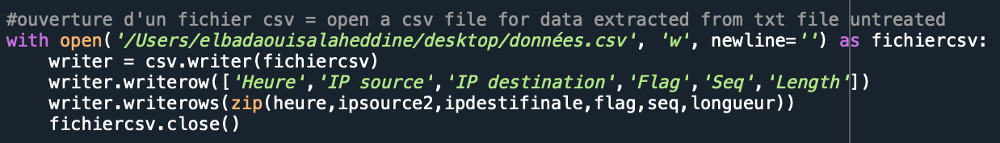 #ouverture d'un fichier csv = open a csv file for data extracted from txt file untreated
with open('/Users/elbadaouisalaheddine/desktop/données.csv', 'w', newline='') as fichiercsv:
    writer = csv.writer(fichiercsv)
    writer.writerow(['Heure','IP source','IP destination','Flag','Seq','Length'])
    writer.writerows(zip(heure,ipsource2,ipdestifinale,flag,seq,longueur))
    fichiercsv.close()